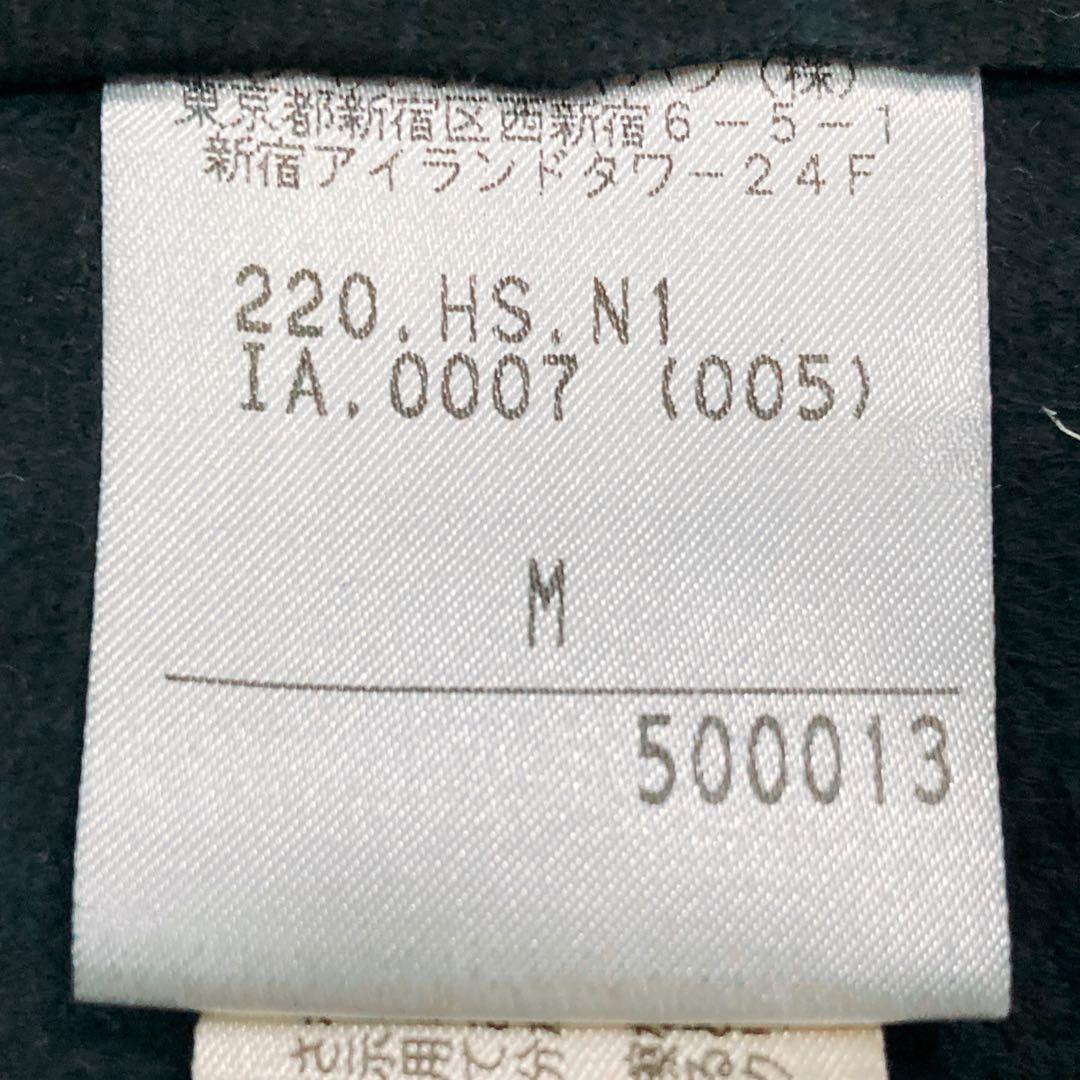 (株)
東京都新宿区西新宿6-5-1
新宿アイランドタワー24F
220.HS.N1
IA.0007 (005)
M
500013